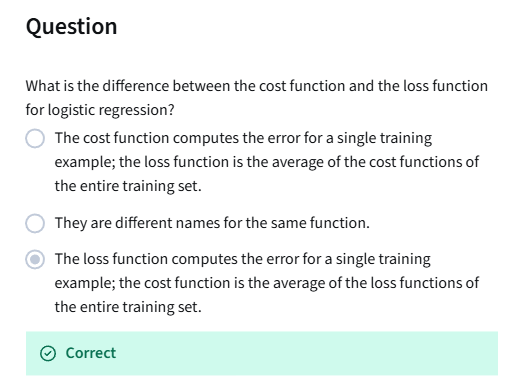 Question
What is the difference between the cost function and the loss function
for logistic regression?
The cost function computes the error for a single training
example; the loss function is the average of the cost functions of
the entire training set.
They are different names for the same function.
The loss function computes the error for a single training
example; the cost function is the average of the loss functions of
the entire training set.
Correct